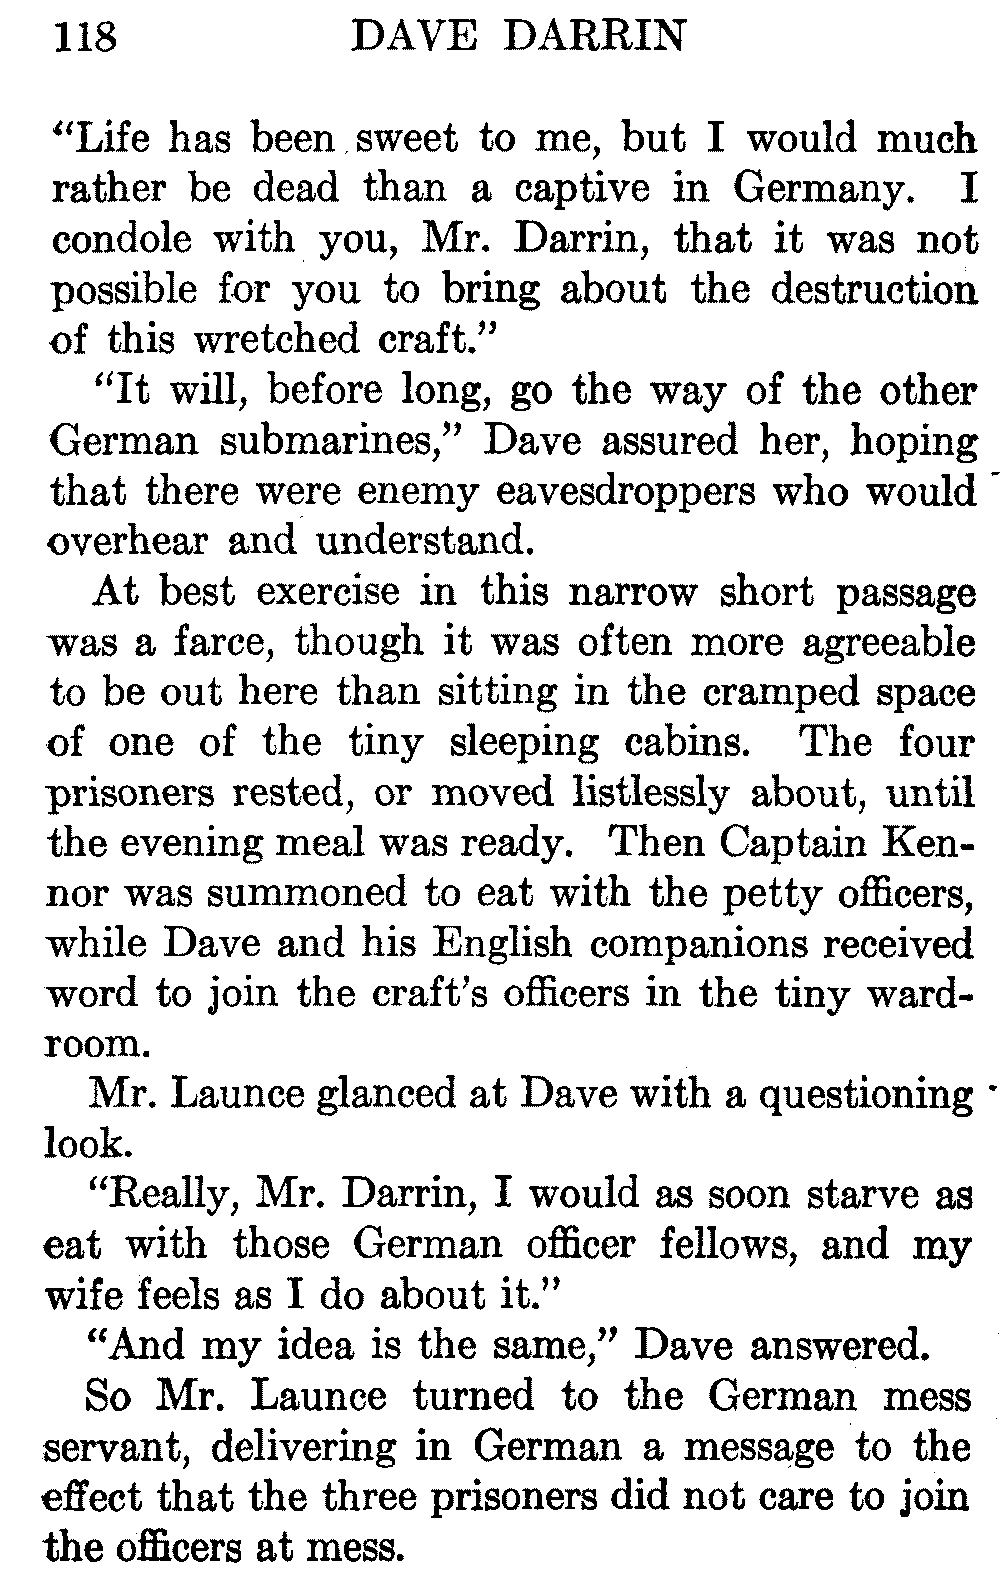 118 DAVE DARRIN
“Life has been sweet to me, but I would much
rather be dead than a captive in Germany. I
condole with you, Mr. Darrin, that it was not
possible for you to bring about the destruction
of this wretched craft.”
“It will, before long, go the way of the other
German submarines,” Dave assured her, hoping
that there were enemy eavesdroppers who would
overhear and understand.
At best exercise in this narrow short passage
was a farce, though it was often more agreeable
to be out here than sitting in the cramped space
of one of the tiny sleeping cabins. The four
prisoners rested, or moved listlessly about, until
the evening meal was ready. Then Captain Ken-
nor was summoned to eat with the petty officers,
while Dave and his English companions received
word to join the craft’s officers in the tiny ward-
room.
Mr. Launce glanced at Dave with a questioning
look.
“Really, Mr. Darrin, I would as soon starve as
eat with those German officer fellows, and my
wife feels as I do about it.”
“And my idea is the same,” Dave answered.
So Mr. Launce turned to the German mess
servant, delivering in German a message to the
effect that the three prisoners did not care to join
the officers at mess.